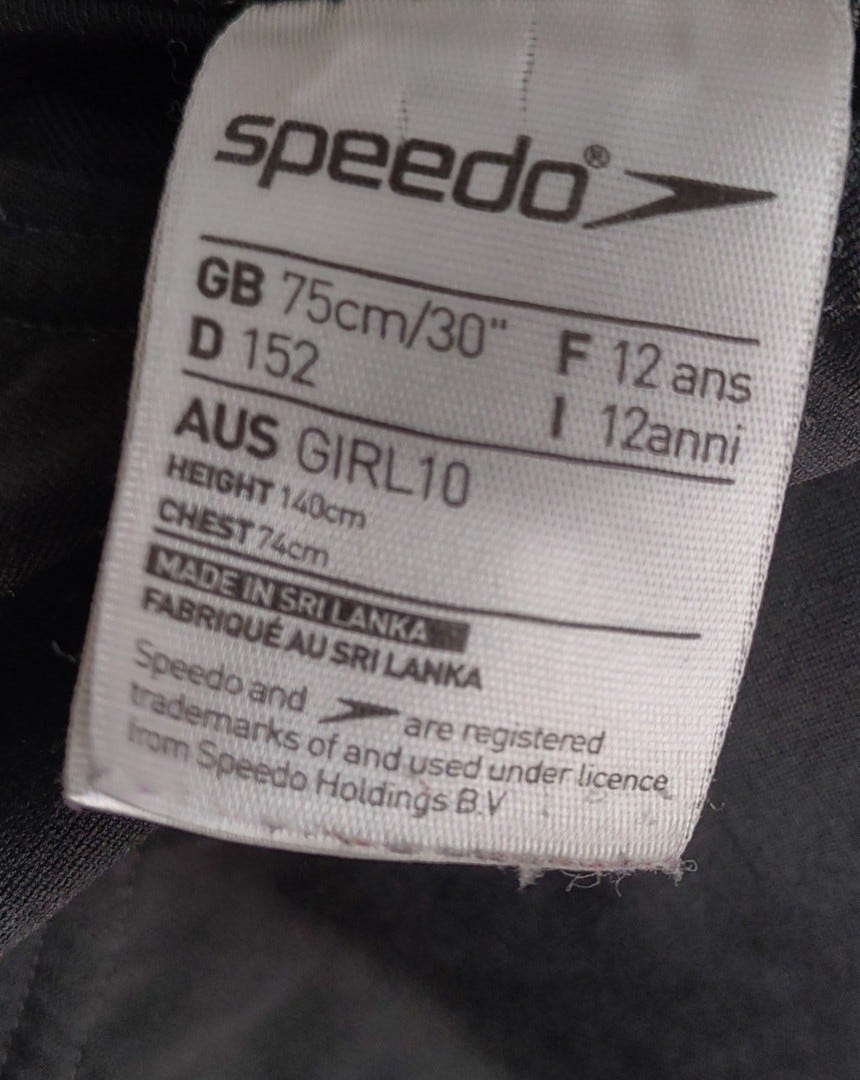 speedo®
GB 75cm/30" F 12 ans
D 152 I 12anni
AUS GIRL10
HEIGHT 140cm
CHEST 74cm
MADE IN SRI LANKA
FABRIQUÉ AU SRI LANKA
Speedo and are registered
trademarks of and used under licence
from Speedo Holdings B.V